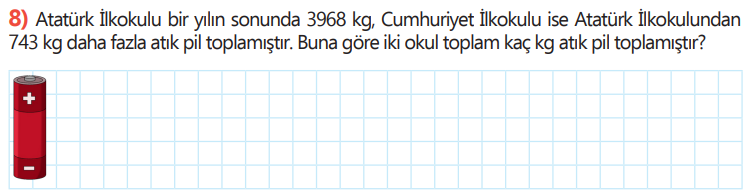 8) Atatürk İlkokulu bir yılın sonunda 3968 kg, Cumhuriyet İlkokulu ise Atatürk İlkokulundan
743 kg daha fazla atık pil toplamıştır. Buna göre iki okul toplam kaç kg atık pil toplamıştır?
+
–